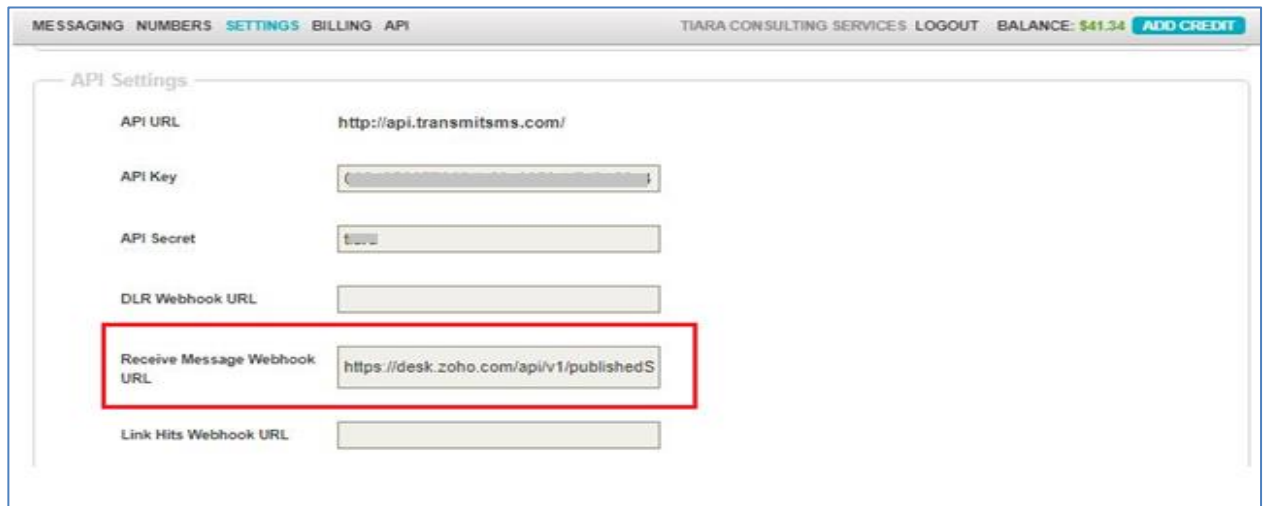 MESSAGING NUMBERS SETTINGS BILLING API TIARA CONSULTING SERVICES LOGOUT BALANCE: $41.34 ADD CREDIT
API Settings
API URL http://api.transmitsms.com/
API Key
API Secret
DLR Webhook URL
Receive Message Webhook
URL
https://desk.zoho.com/api/v1/publishedS
Link Hits Webhook URL